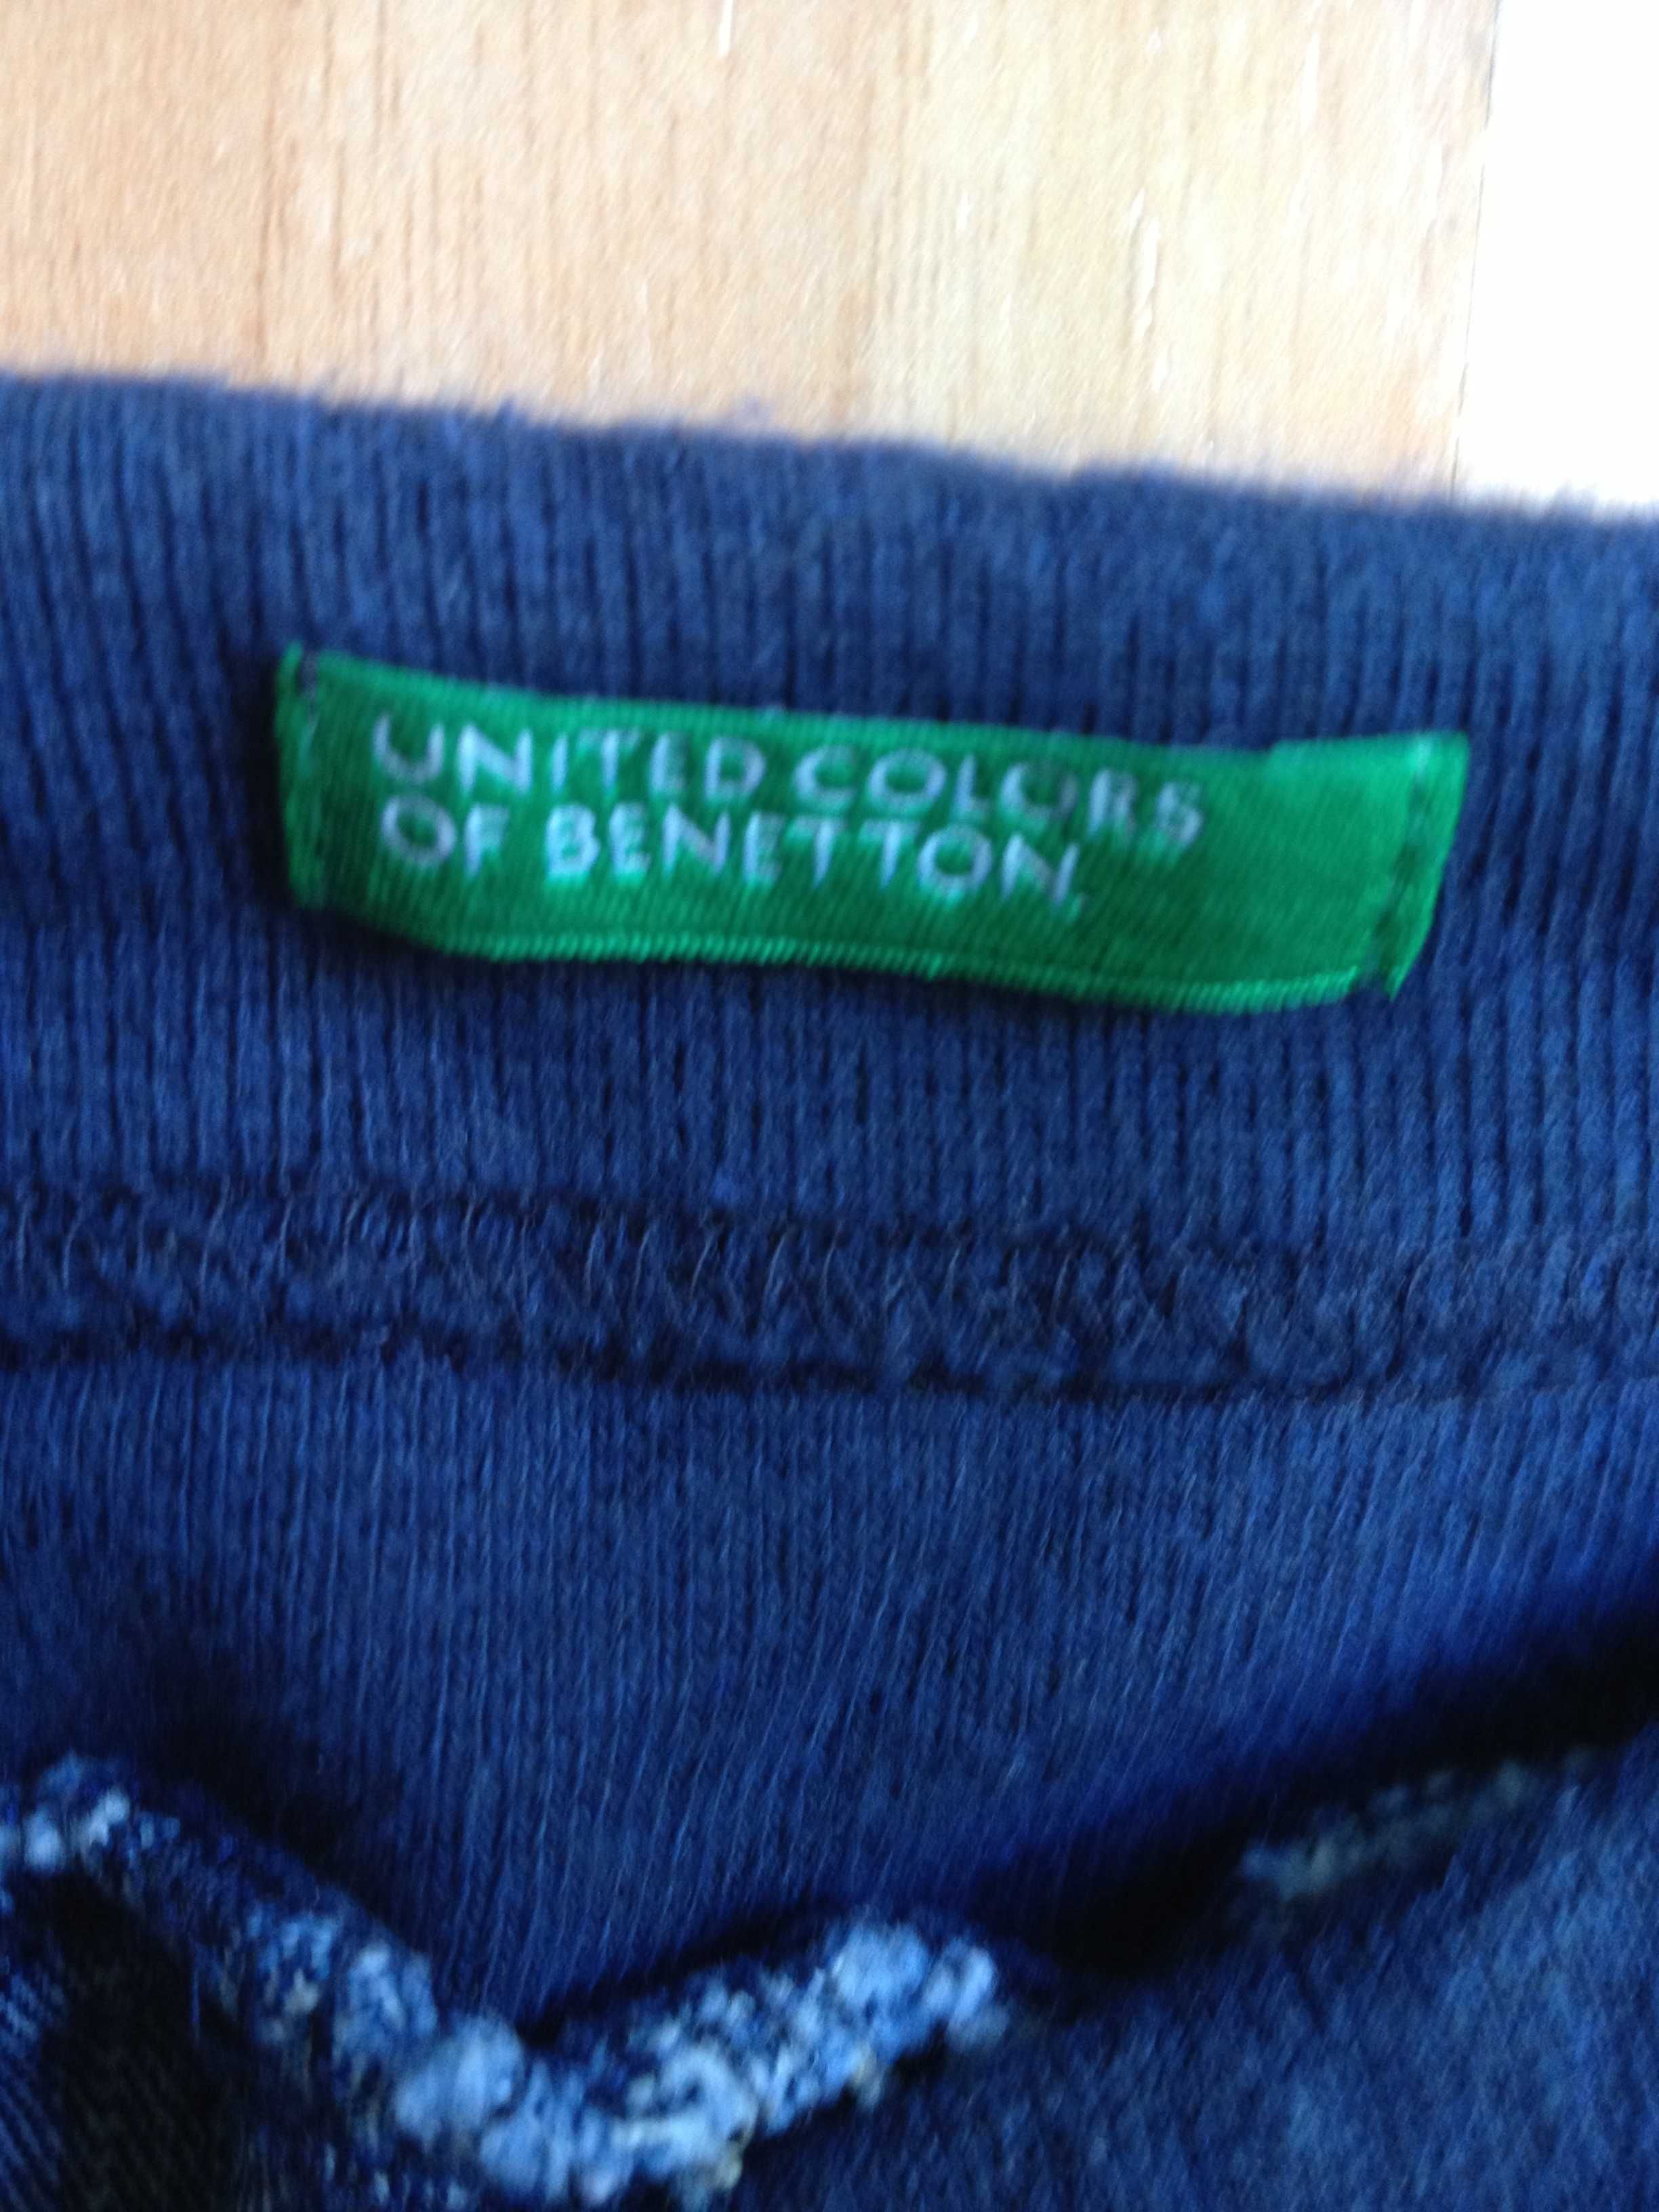 UNITED COLORS
OF BENETTON.